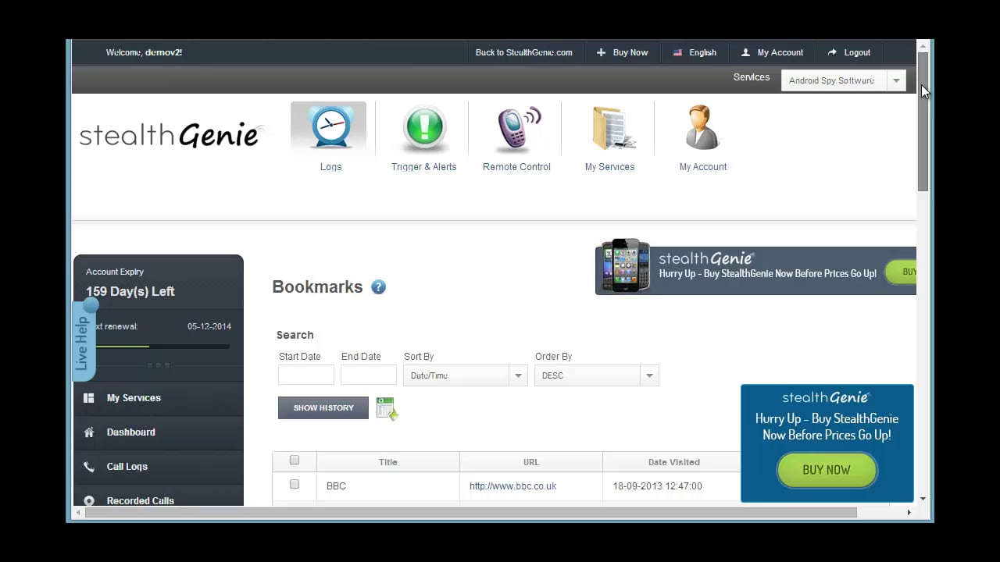 Welcome, demov2!
Back to StealthGenie.com
Buy Now
English
My Account
Logout
Services
Android Spy Software
stealthGenie
Logs
Trigger & Alerts
Remote Control
My Services
My Account
Account Expiry
159 Day(s) Left
xt renewal:
05-12-2014
Live Help
My Services
Dashboard
Call Logs
Recorded Calls
stealthGenie
Hurry Up - Buy StealthGenie Now Before Prices Go Up!
BUY
Bookmarks ?
Search
Start Date
End Date
Sort By
Order By
Date/Time
DESC
SHOW HISTORY
Title
URL
Date Visited
BBC
http://www.bbc.co.uk
18-09-2013 12:47:00
stealthGenie
Hurry Up - Buy StealthGenie
Now Before Prices Go Up!
BUY NOW